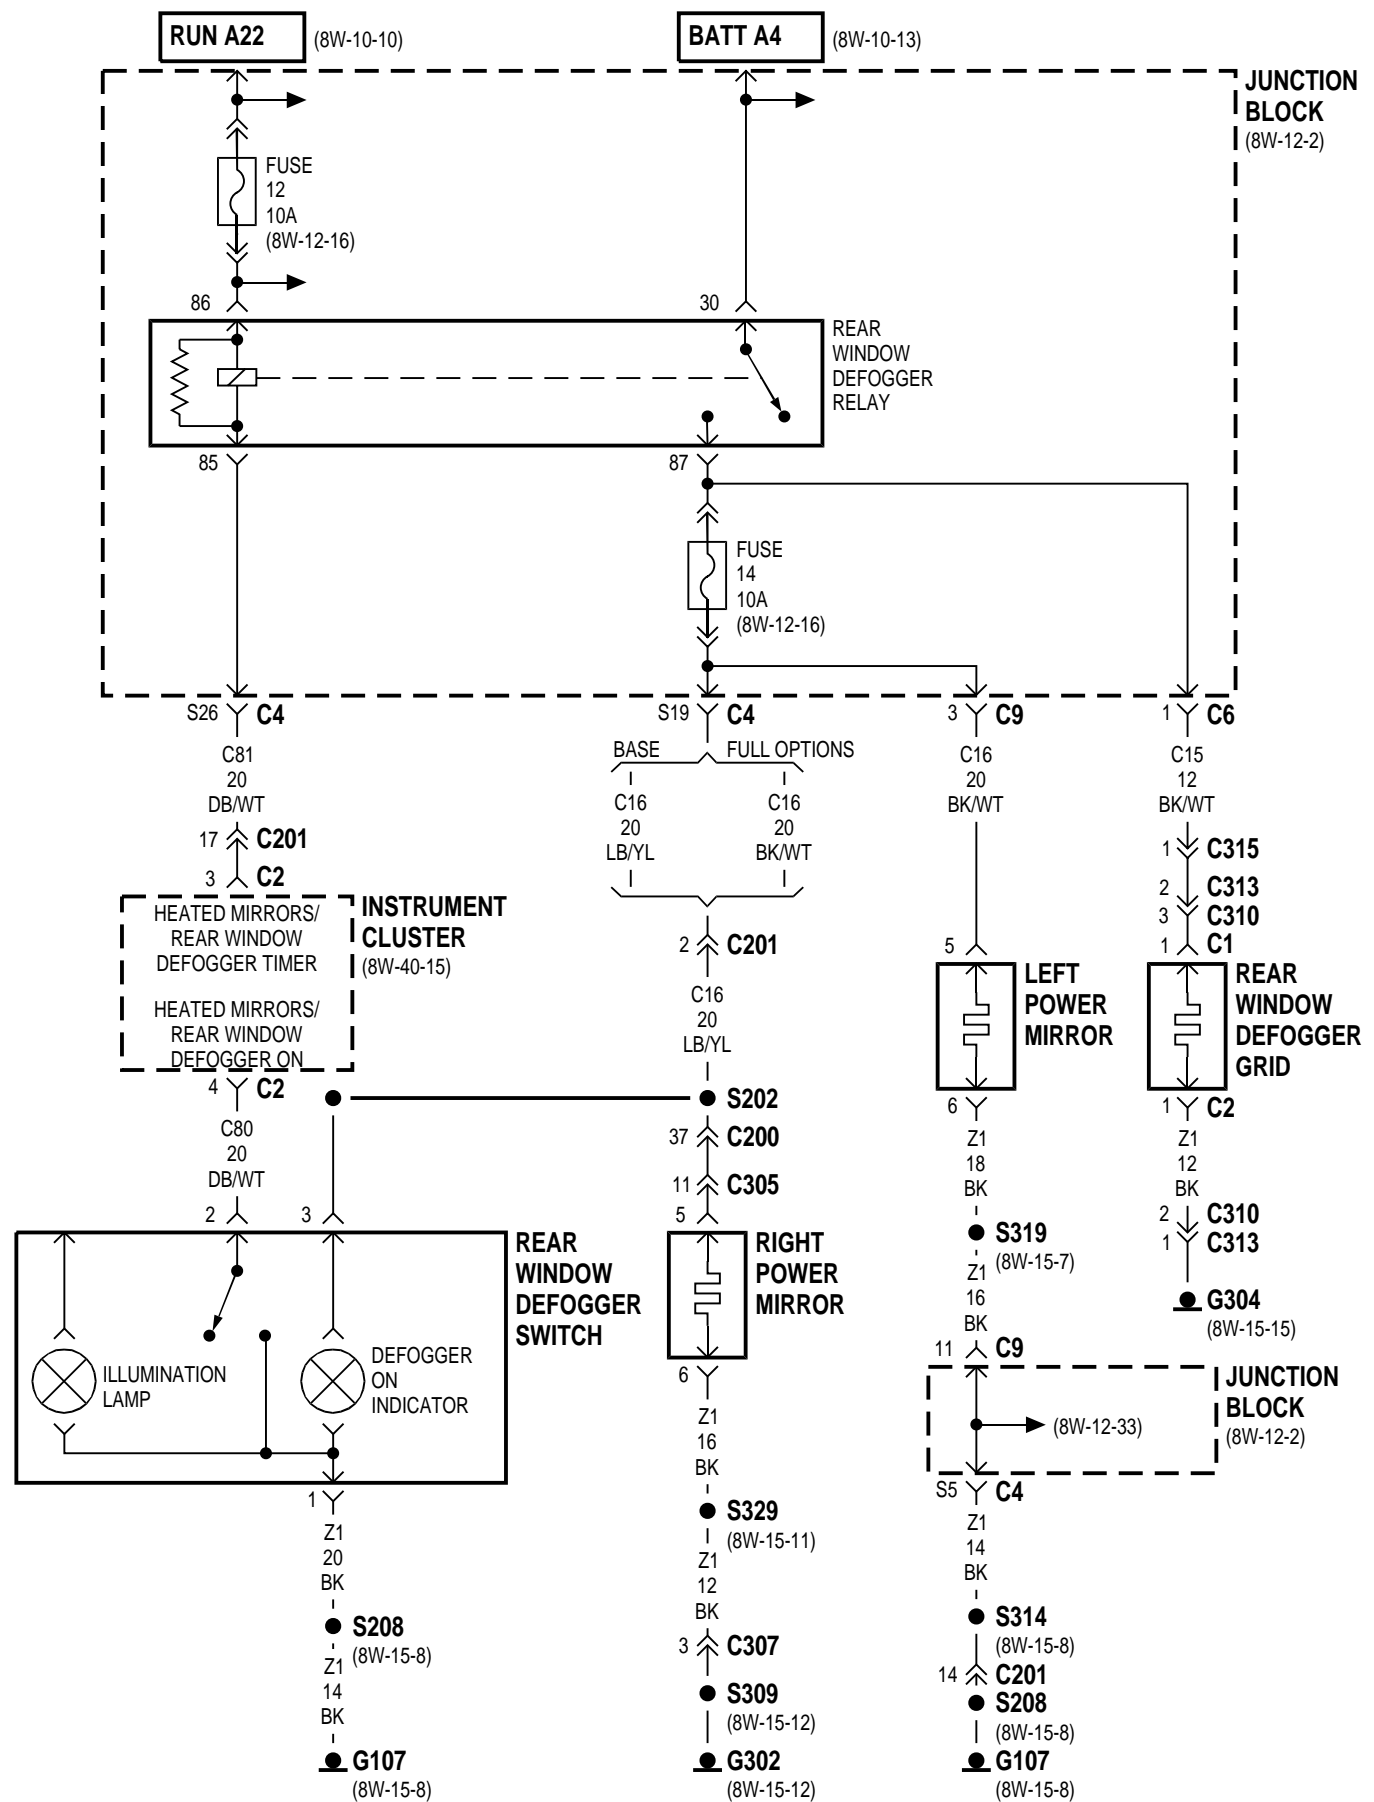 RUN A22
(8W-10-10)
BATT A4
(8W-10-13)
JUNCTION
BLOCK
(8W-12-2)
FUSE
12
10A
(8W-12-16)
86
30
REAR
WINDOW
DEFOGGER
RELAY
85
87
FUSE
14
10A
(8W-12-16)
S26
C4
S19
C4
3
C9
1
C6
C81
20
DB/WT
17
C201
3
C2
BASE
FULL OPTIONS
C16
20
LB/YL
C16
20
BK/WT
C16
20
BK/WT
C15
12
BK/WT
1
C315
2
C313
3
C310
1
C1
HEATED MIRRORS/
REAR WINDOW
DEFOGGER TIMER
HEATED MIRRORS/
REAR WINDOW
DEFOGGER ON
INSTRUMENT
CLUSTER
(8W-40-15)
2
C201
C16
20
LB/YL
5
LEFT
POWER
MIRROR
REAR
WINDOW
DEFOGGER
GRID
4
C2
C80
20
DB/WT
S202
37
C200
11
C305
6
Z1
18
BK
1
C2
Z1
12
BK
2
3
5
S319
(8W-15-7)
2
C310
1
C313
REAR
WINDOW
DEFOGGER
SWITCH
RIGHT
POWER
MIRROR
Z1
16
BK
G304
(8W-15-15)
ILLUMINATION
LAMP
DEFOGGER
ON
INDICATOR
11
C9
JUNCTION
BLOCK
(8W-12-2)
(8W-12-33)
6
Z1
16
BK
1
Z1
20
BK
S5
C4
Z1
14
BK
S329
(8W-15-11)
Z1
12
BK
S208
(8W-15-8)
Z1
14
BK
S314
(8W-15-8)
3
C307
14
C201
S309
(8W-15-12)
S208
(8W-15-8)
G107
(8W-15-8)
G302
(8W-15-12)
G107
(8W-15-8)